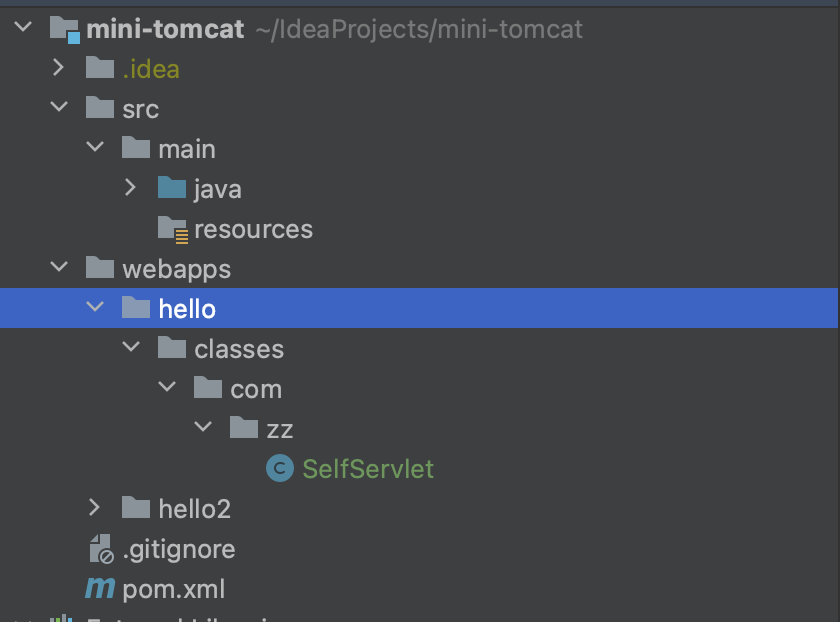 mini-tomcat ~/IdeaProjects/mini-tomcat
.idea
src
main
java
resources
webapps
hello
classes
com
zz
C SelfServlet
hello2
.gitignore
m pom.xml